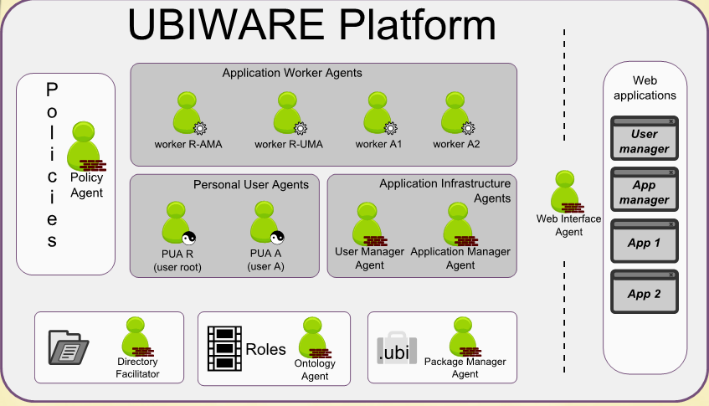 UBIWARE Platform
Policies
Policy
Agent
Application Worker Agents
worker R-AMA
worker R-UMA
worker A1
worker A2
Personal User Agents
PUA R
(user root)
PUA A
(user A)
Application Infrastructure
Agents
User Manager
Agent
Application Manager
Agent
Web Interface
Agent
Web
applications
User
manager
App
manager
App 1
App 2
Directory
Facilitator
Roles
Ontology
Agent
.ubi
Package Manager
Agent